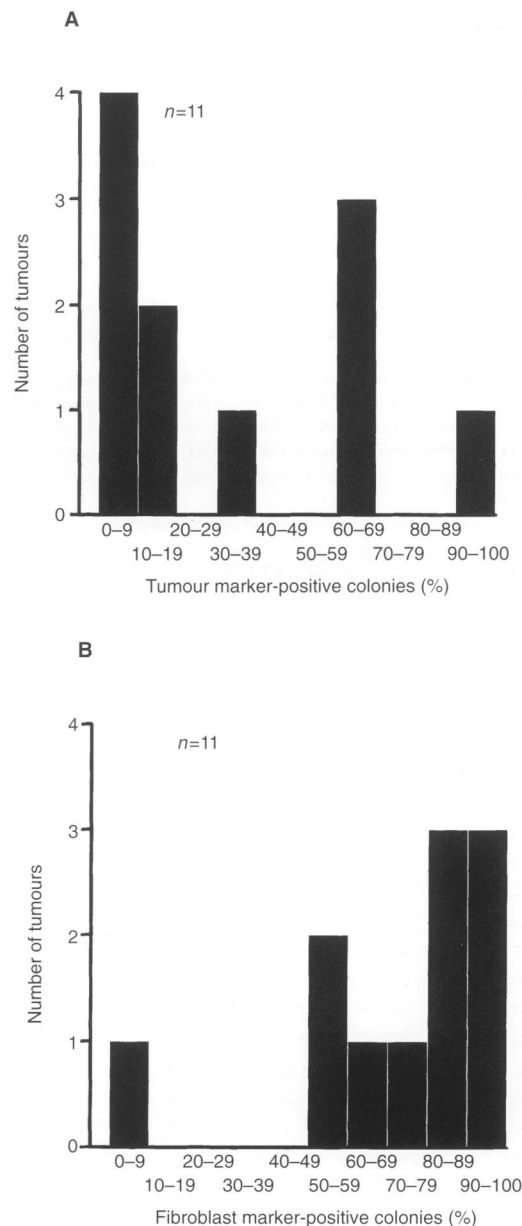 A
n=11
4
3
2
1
0
Number of tumours
0–9 20–29 40–49 60–69 80–89
10–19 30–39 50–59 70–79 90–100
Tumour marker-positive colonies (%)
B
n=11
4
3
2
1
0
Number of tumours
0–9 20–29 40–49 60–69 80–89
10–19 30–39 50–59 70–79 90–100
Fibroblast marker-positive colonies (%)